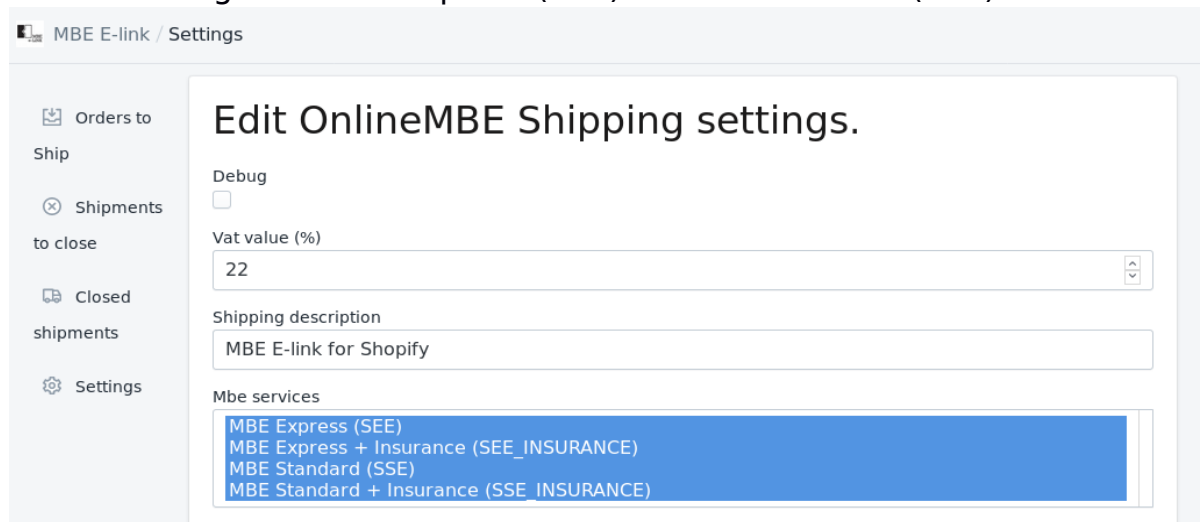 MBE E-link / Settings
Orders to
Ship
Shipments
to close
Closed
shipments
Settings
Edit OnlineMBE Shipping settings.
Debug
Vat value (%)
22
Shipping description
MBE E-link for Shopify
Mbe services
MBE Express (SEE)
MBE Express + Insurance (SEE_INSURANCE)
MBE Standard (SSE)
MBE Standard + Insurance (SSE_INSURANCE)